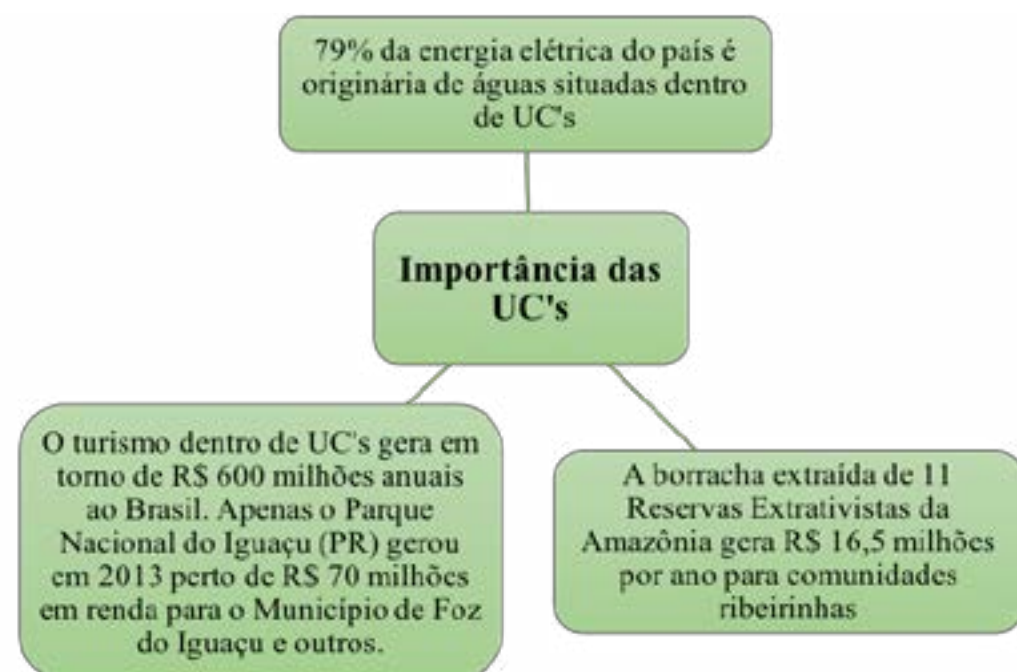 79% da energia elétrica do país é
originária de águas situadas dentro
de UC's
Importância das
UC's
O turismo dentro de UC's gera em
torno de R$ 600 milhões anuais
ao Brasil. Apenas o Parque
Nacional do Iguaçu (PR) gerou
em 2013 perto de R$ 70 milhões
em renda para o Município de Foz
do Iguaçu e outros.
A borracha extraída de 11
Reservas Extrativistas da
Amazônia gera R$ 16,5 milhões
por ano para comunidades
ribeirinhas